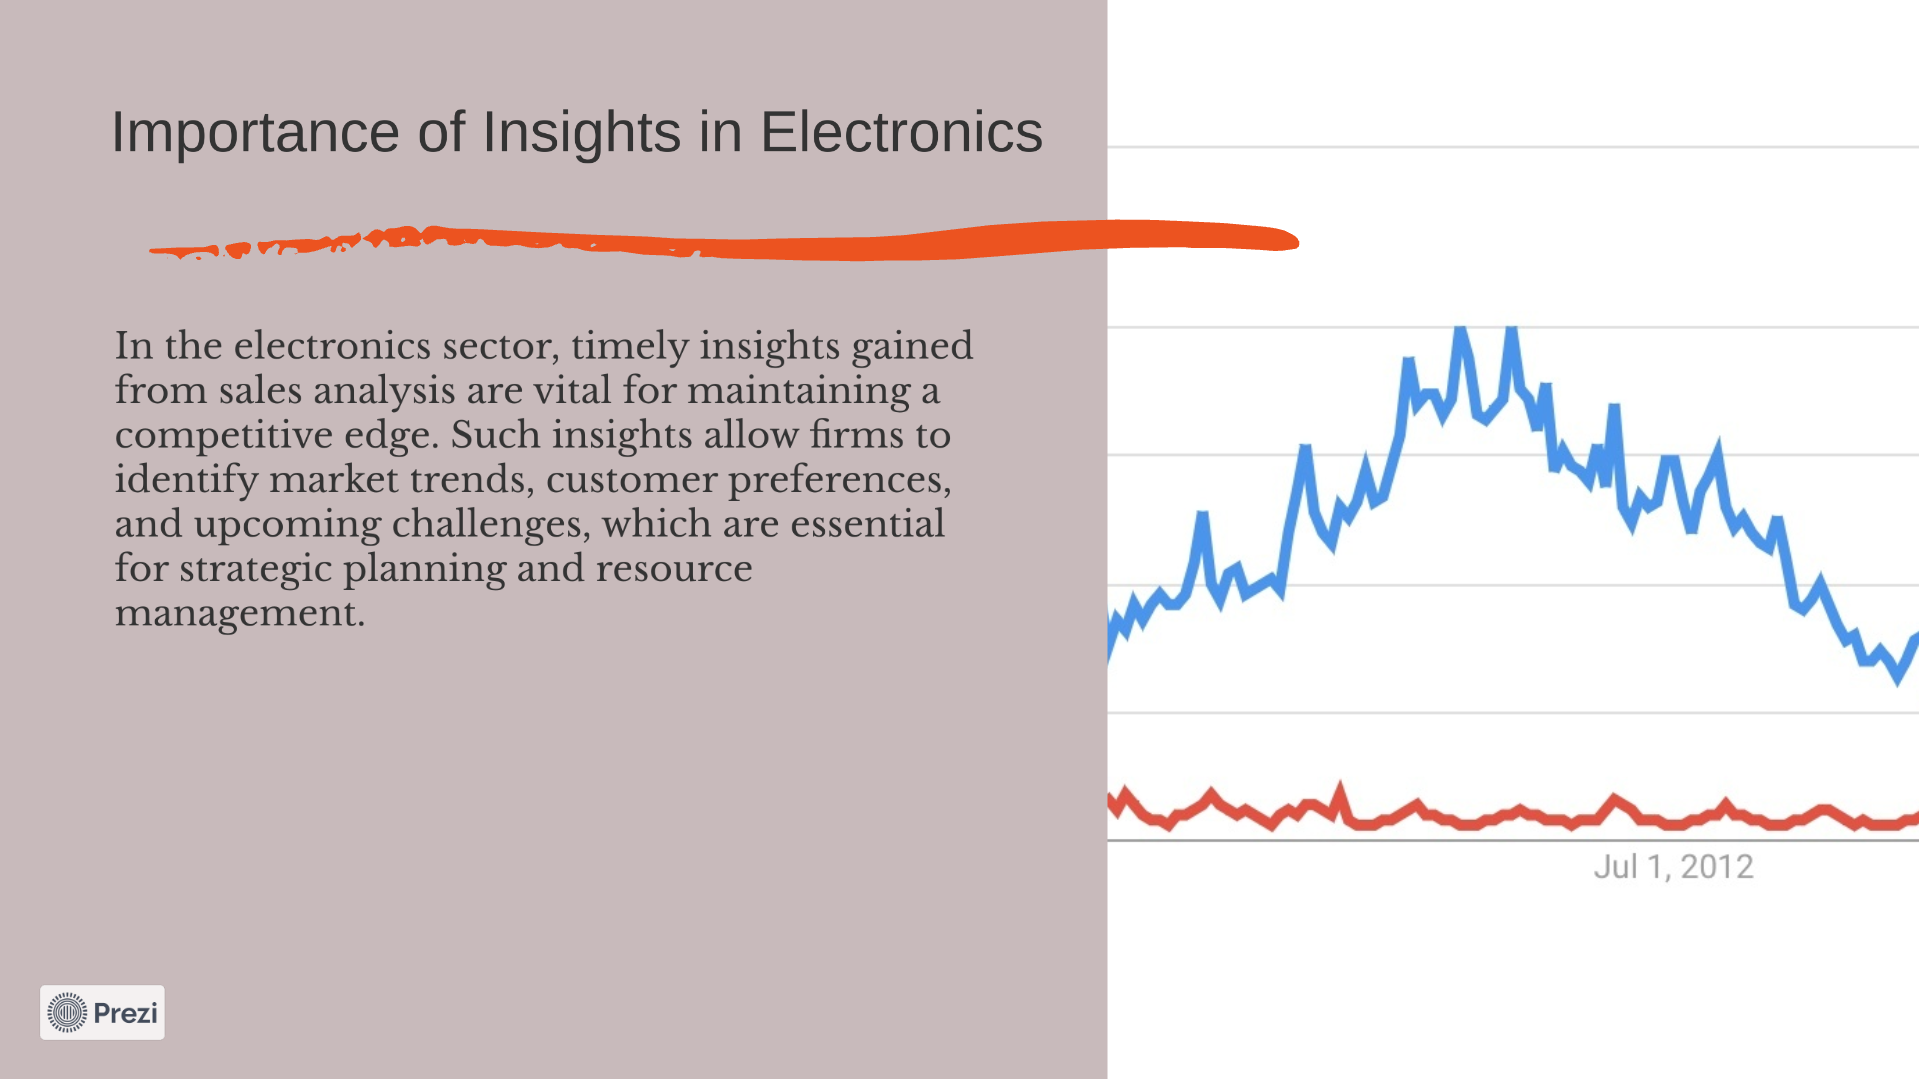 Importance of Insights in Electronics
In the electronics sector, timely insights gained
from sales analysis are vital for maintaining a
competitive edge. Such insights allow firms to
identify market trends, customer preferences,
and upcoming challenges, which are essential
for strategic planning and resource
management.
Jul 1, 2012
Prezi